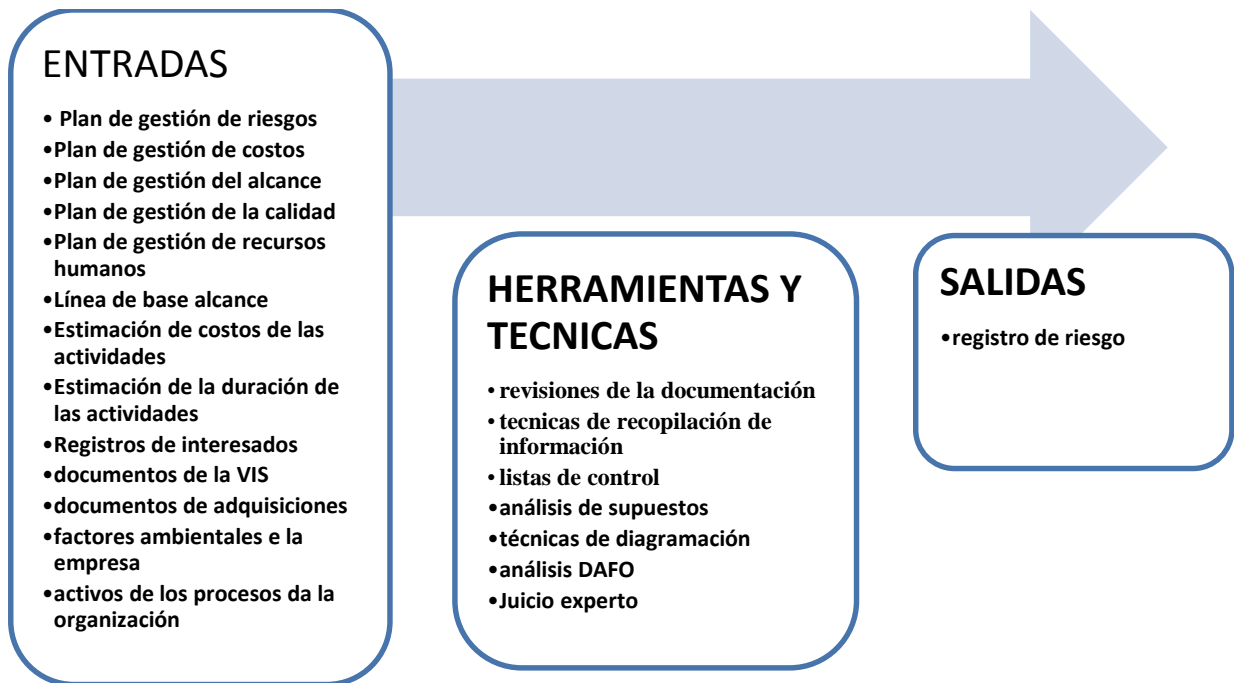 ENTRADAS
• Plan de gestión de riesgos
•Plan de gestión de costos
•Plan de gestión del alcance
•Plan de gestión de la calidad
•Plan de gestión de recursos
humanos
•Línea de base alcance
•Estimación de costos de las
actividades
•Estimación de la duración de
las actividades
•Registros de interesados
•documentos de la VIS
•documentos de adquisiciones
•factores ambientales e la
empresa
•activos de los procesos da la
organización
HERRAMIENTAS Y
TECNICAS
• revisiones de la documentación
• tecnicas de recopilación de
información
• listas de control
•análisis de supuestos
•técnicas de diagramación
•análisis DAFO
•Juicio experto
SALIDAS
•registro de riesgo